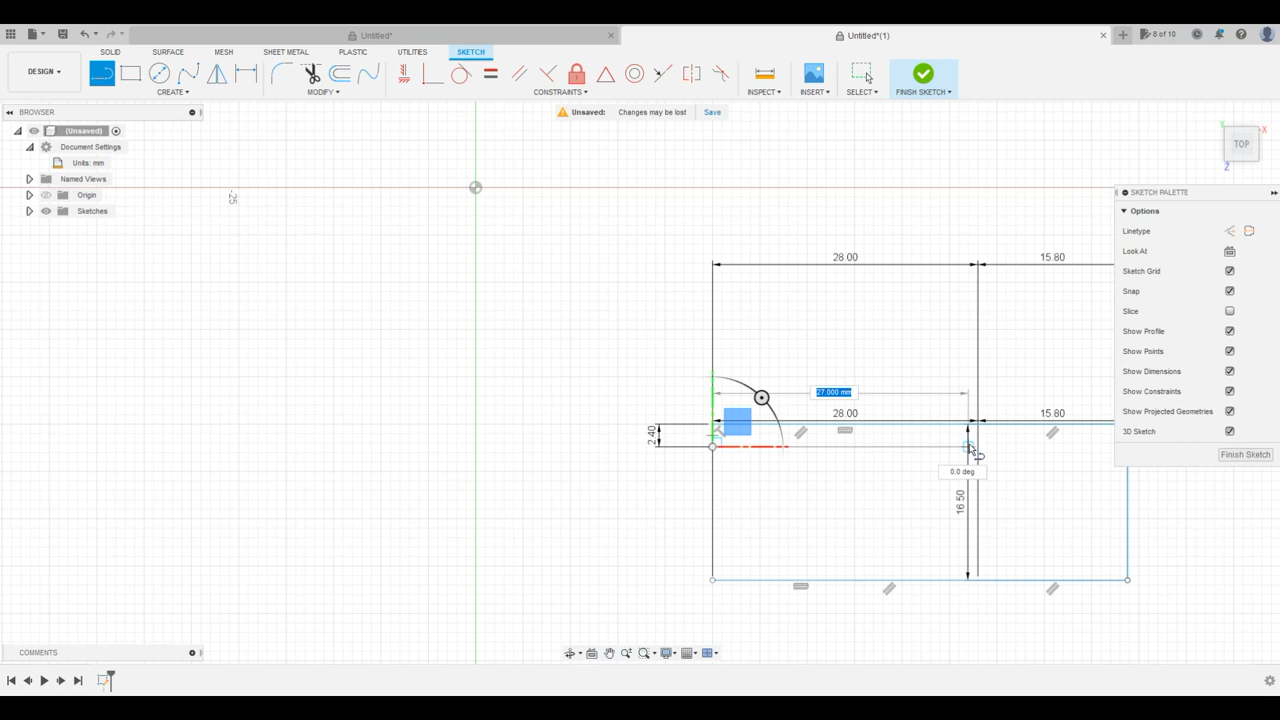 Untitled*
Untitled*(1)
8 of 10
DESIGN
SOLID
SURFACE
MESH
SHEET METAL
PLASTIC
UTILITIES
SKETCH
CREATE
MODIFY
CONSTRAINTS
INSPECT
INSERT
SELECT
FINISH SKETCH
BROWSER
Unsaved: Changes may be lost Save
(Unsaved)
Document Settings
Units: mm
Named Views
Origin
Sketches
-25
TOP
X
Z
SKETCH PALETTE
Options
Linetype
Look At
Sketch Grid
Snap
Slice
Show Profile
Show Points
Show Dimensions
Show Constraints
Show Projected Geometries
3D Sketch
Finish Sketch
28.00
15.80
27.000 mm
28.00
15.80
2.40
0.0 deg
16.50
COMMENTS